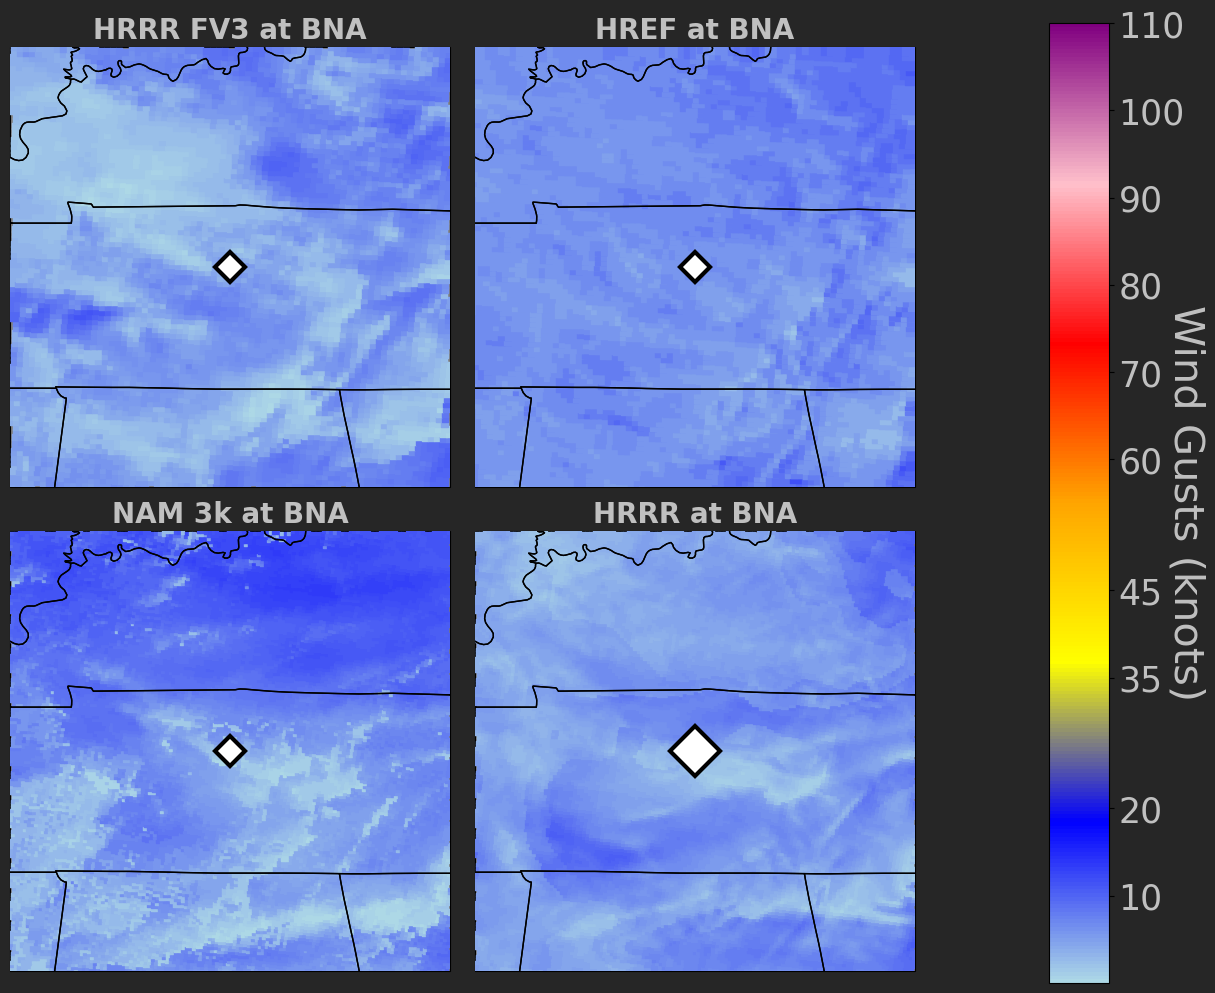 HRRR FV3 at BNA
HREF at BNA
NAM 3k at BNA
HRRR at BNA
110
100
90
80
70
60
45
35
20
10
Wind Gusts (knots)